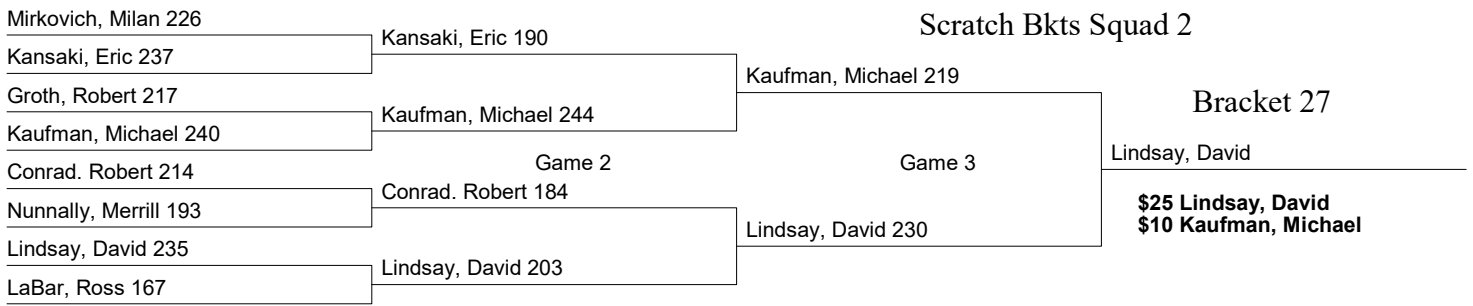 Mirkovich, Milan 226
Kansaki, Eric 237
Groth, Robert 217
Kaufman, Michael 240
Conrad. Robert 214
Nunnally, Merrill 193
Lindsay, David 235
LaBar, Ross 167
Kansaki, Eric 190
Kaufman, Michael 244
Game 2
Conrad. Robert 184
Lindsay, David 203
Kaufman, Michael 219
Game 3
Lindsay, David 230
Scratch Bkts Squad 2
Bracket 27
Lindsay, David
$25 Lindsay, David
$10 Kaufman, Michael